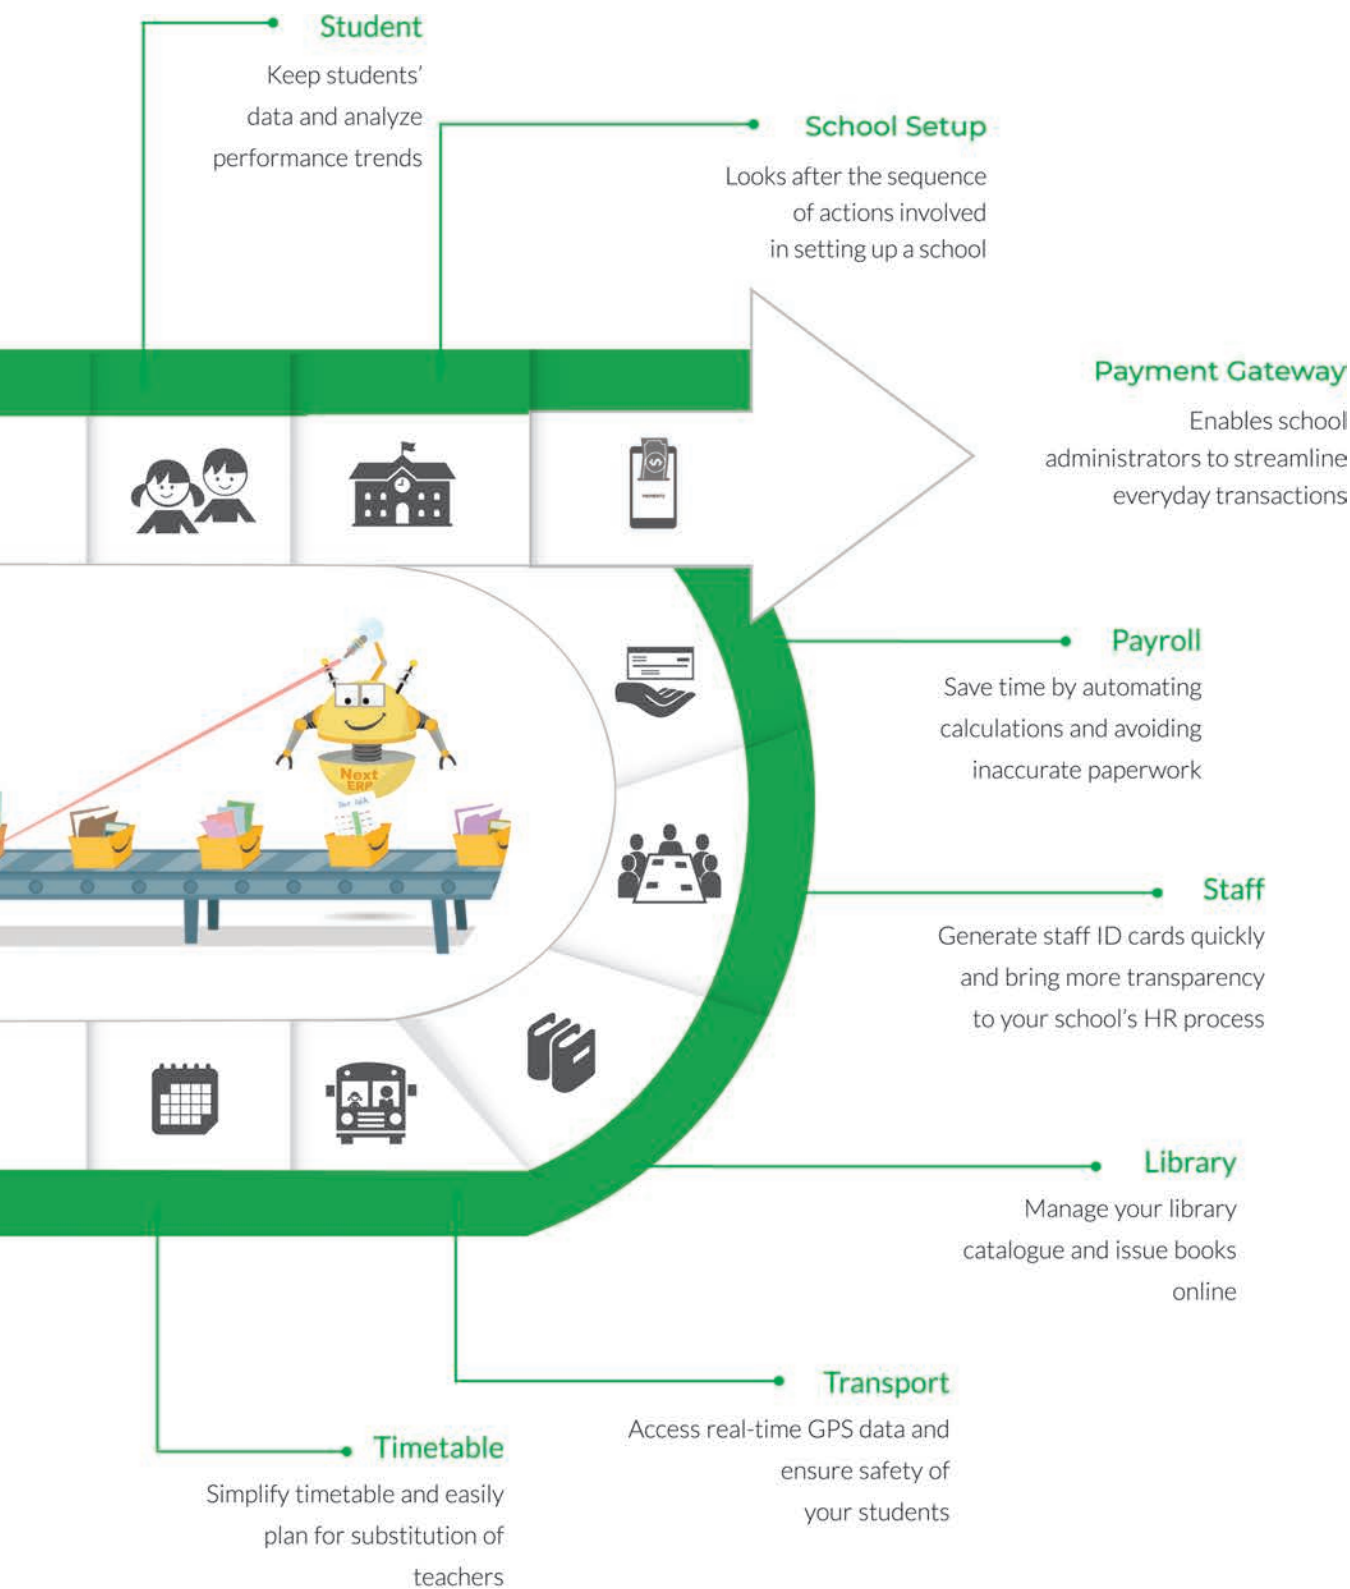 Student
Keep students’
data and analyze
performance trends
School Setup
Looks after the sequence
of actions involved
in setting up a school
Payment Gateway
Enables school
administrators to streamline
everyday transactions
PAYMENTS
Payroll
Save time by automating
calculations and avoiding
inaccurate paperwork
Next
ERP
Staff
Generate staff ID cards quickly
and bring more transparency
to your school’s HR process
Library
Manage your library
catalogue and issue books
online
Transport
Access real-time GPS data and
ensure safety of
your students
Timetable
Simplify timetable and easily
plan for substitution of
teachers